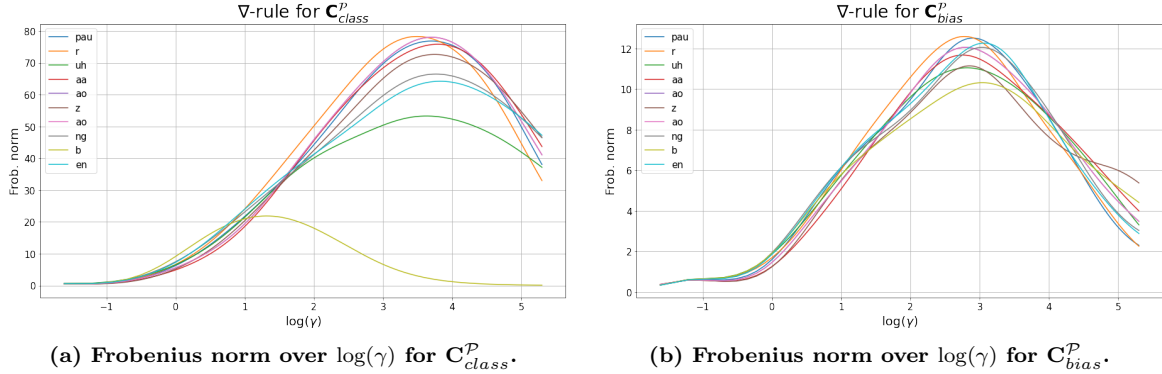 ∇-rule for C^P_class
80
70
60
50
40
30
20
10
0
Frob. norm
pau
r
uh
aa
ao
z
ao
ng
b
en
−1 0 1 2 3 4 5
log(γ)
(a) Frobenius norm over log(γ) for C^P_class.
∇-rule for C^P_bias
12
10
8
6
4
2
0
Frob. norm
pau
r
uh
aa
ao
z
ao
ng
b
en
−1 0 1 2 3 4 5
log(γ)
(b) Frobenius norm over log(γ) for C^P_bias.